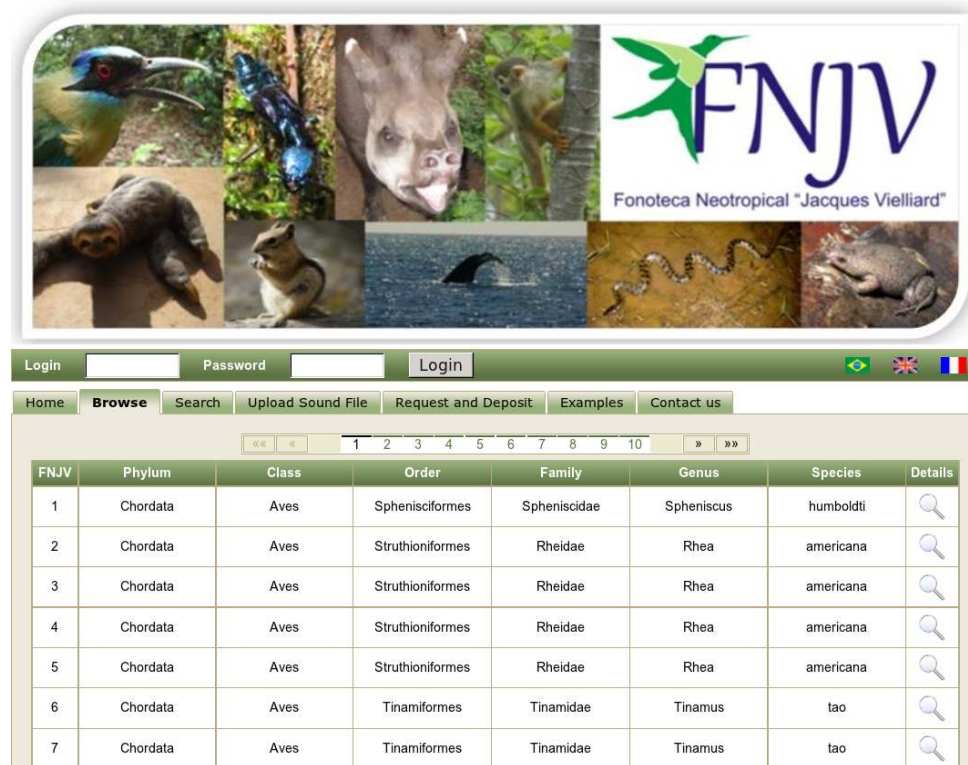 FNJV
Fonoteca Neotropical "Jacques Vielliard"
Login Password Login
Home Browse Search Upload Sound File Request and Deposit Examples Contact us
«« « 1 2 3 4 5 6 7 8 9 10 » »»
FNJV Phylum Class Order Family Genus Species Details
1 Chordata Aves Sphenisciformes Spheniscidae Spheniscus humboldti
2 Chordata Aves Struthioniformes Rheidae Rhea americana
3 Chordata Aves Struthioniformes Rheidae Rhea americana
4 Chordata Aves Struthioniformes Rheidae Rhea americana
5 Chordata Aves Struthioniformes Rheidae Rhea americana
6 Chordata Aves Tinamiformes Tinamidae Tinamus tao
7 Chordata Aves Tinamiformes Tinamidae Tinamus tao